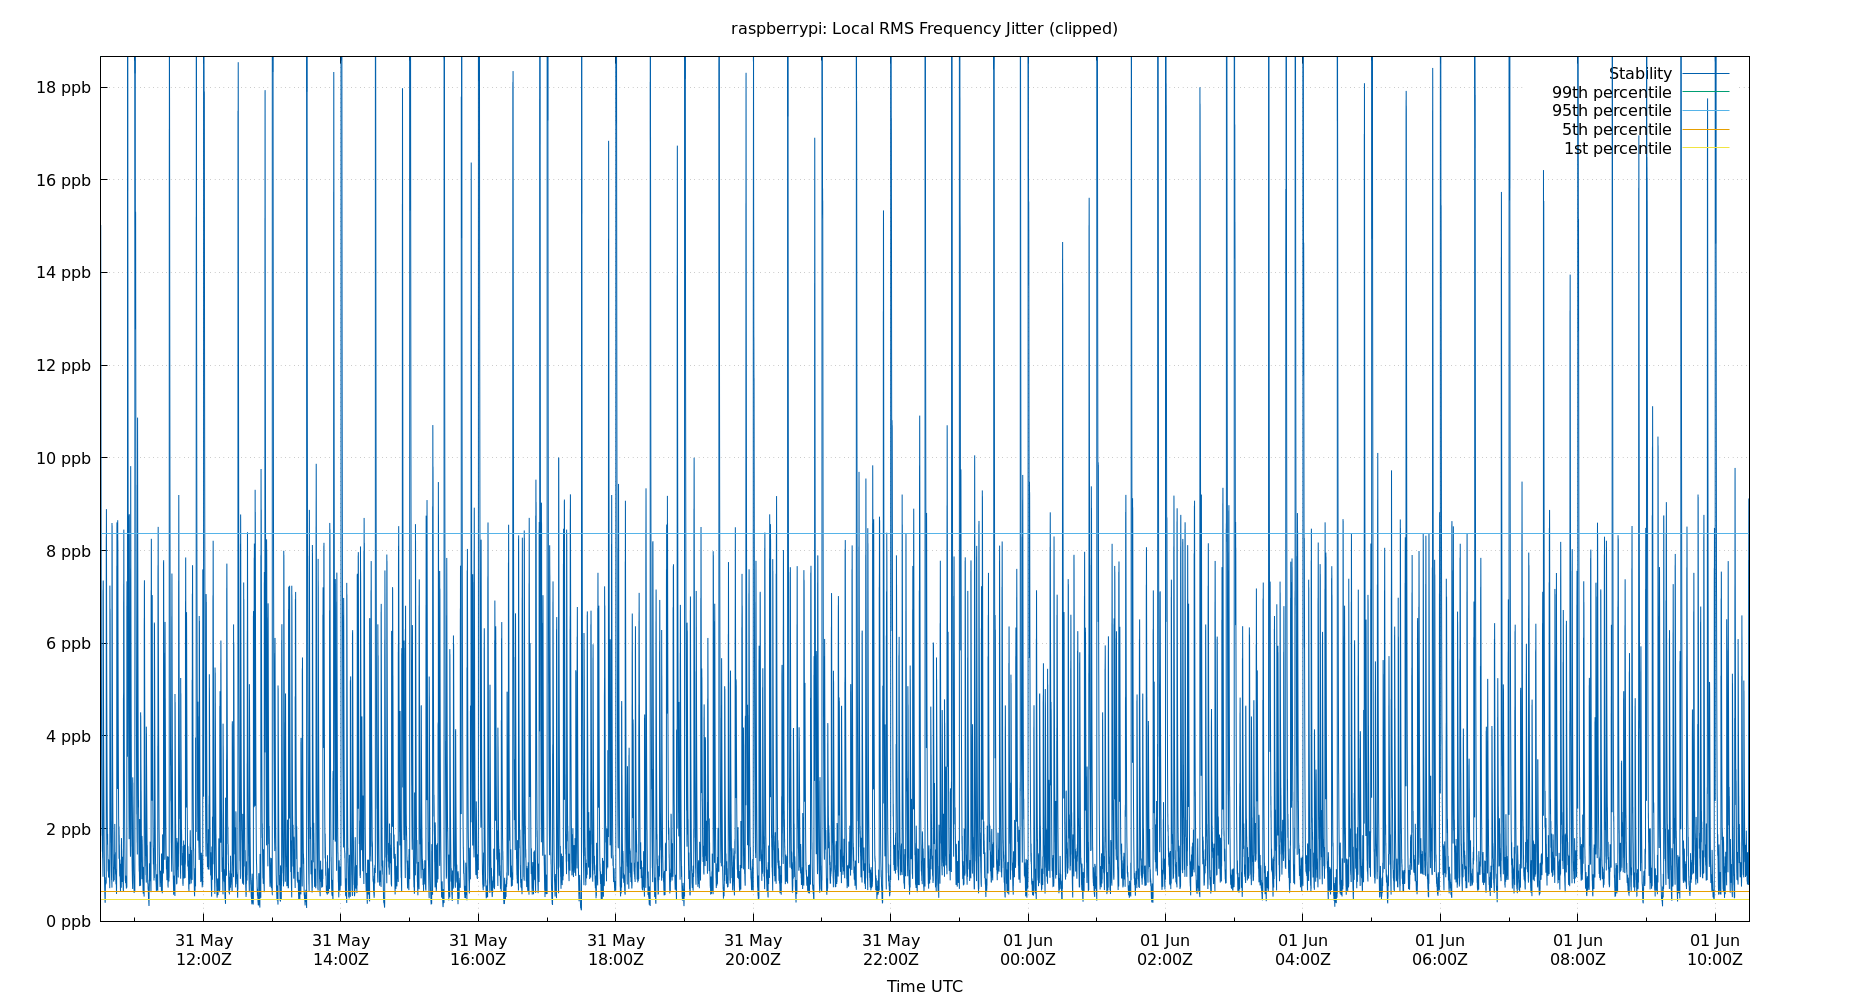 raspberrypi: Local RMS Frequency Jitter (clipped)
Stability
99th percentile
95th percentile
5th percentile
1st percentile
18 ppb
16 ppb
14 ppb
12 ppb
10 ppb
8 ppb
6 ppb
4 ppb
2 ppb
0 ppb
31 May 12:00Z
31 May 14:00Z
31 May 16:00Z
31 May 18:00Z
31 May 20:00Z
31 May 22:00Z
01 Jun 00:00Z
01 Jun 02:00Z
01 Jun 04:00Z
01 Jun 06:00Z
01 Jun 08:00Z
01 Jun 10:00Z
Time UTC